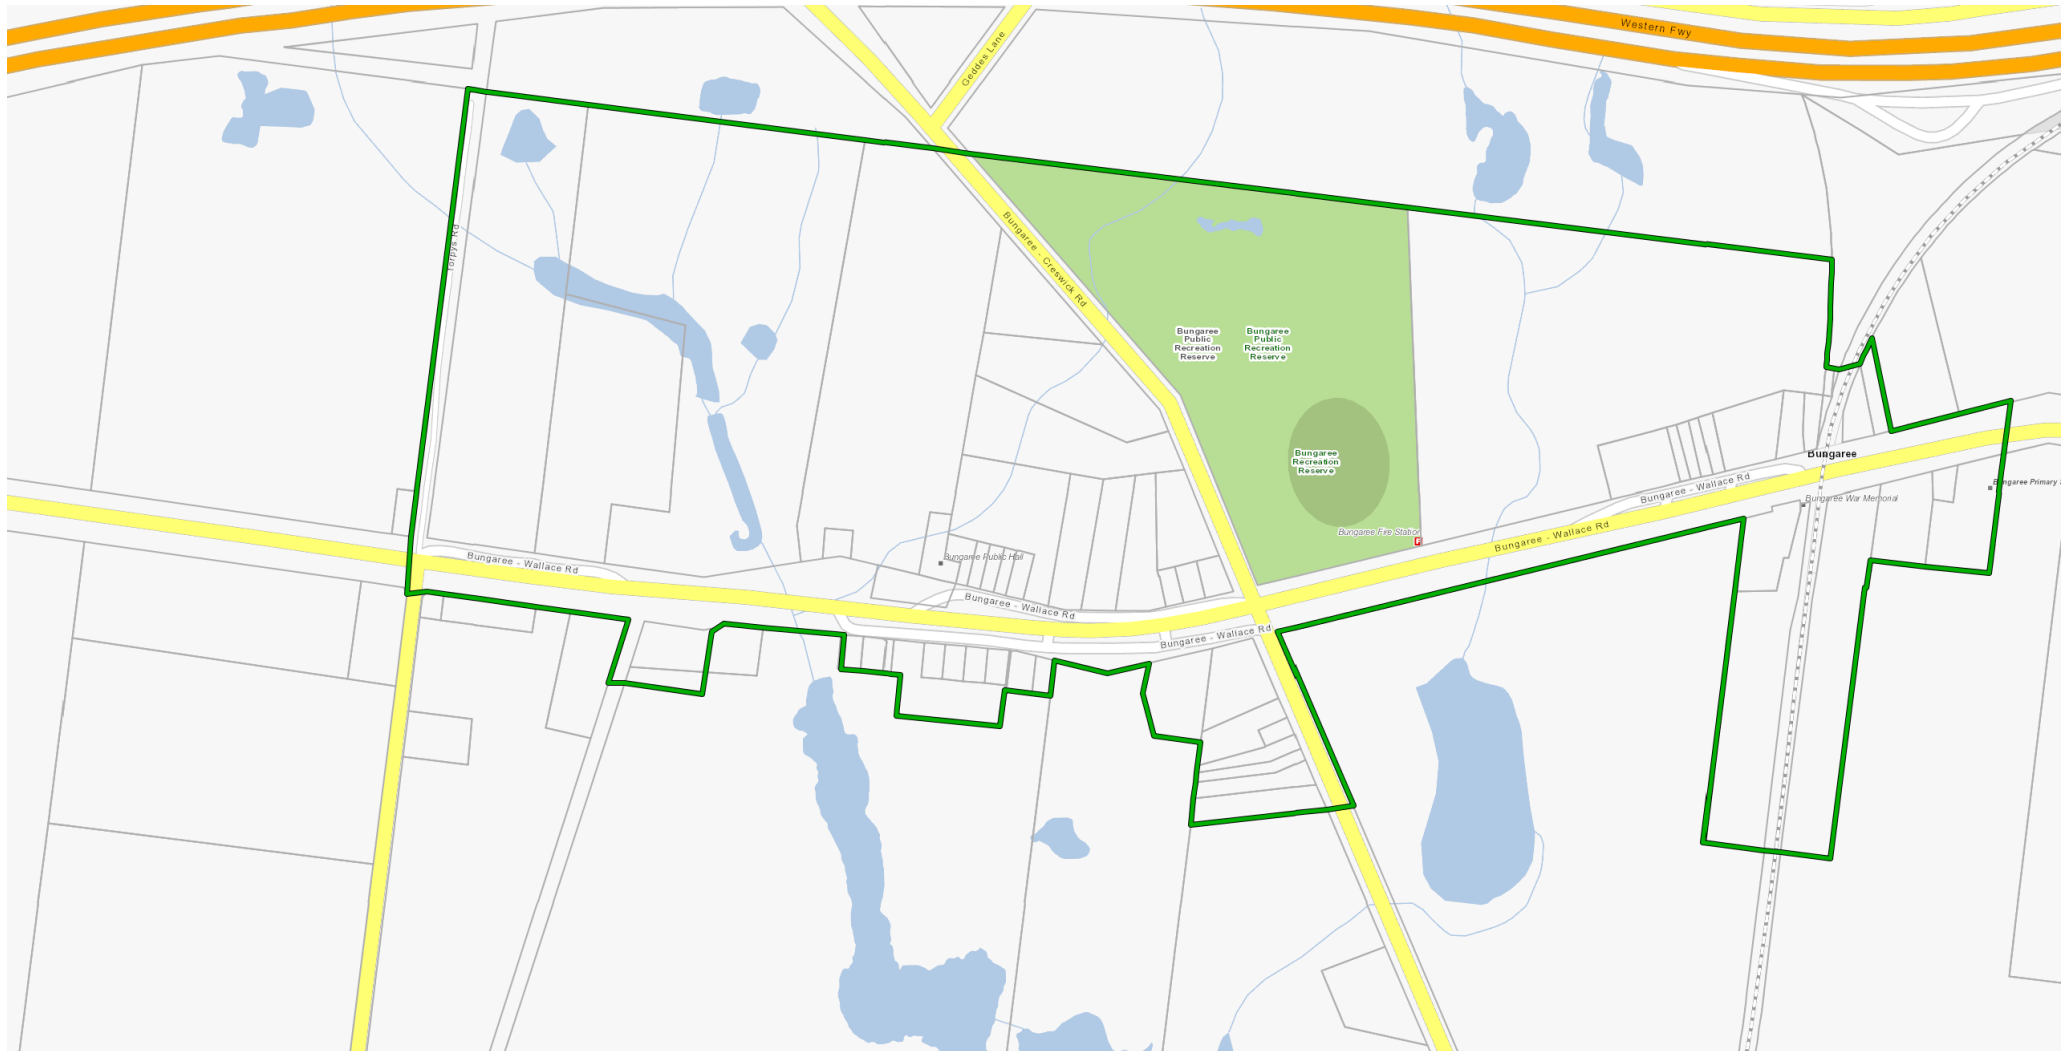 Western Fwy
Geddes Lane
Torpys Rd
Bungaree - Creswick Rd
Bungaree
Public
Recreation
Reserve
Bungaree
Public
Recreation
Reserve
Bungaree
Recreation
Reserve
Bungaree
Bungaree - Wallace Rd
Bungaree Primary S
Bungaree War Memorial
Bungaree Fire Station
F
Bungaree - Wallace Rd
Bungaree Public Hall
Bungaree - Wallace Rd
Bungaree - Wallace Rd
Bungaree - Wallace Rd